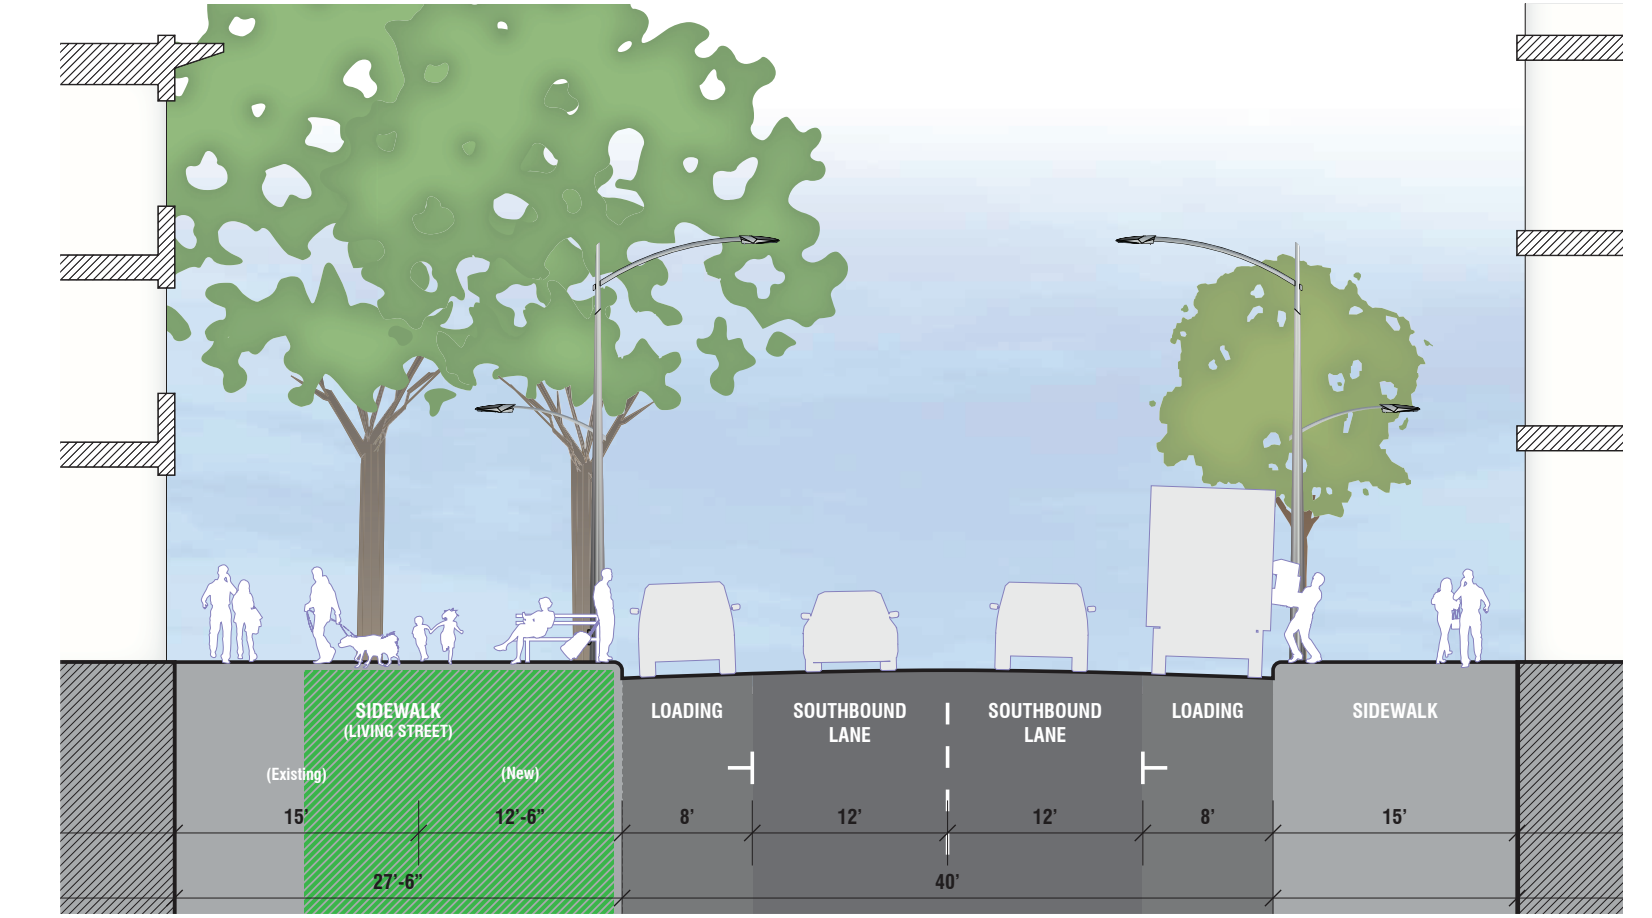 SIDEWALK
(LIVING STREET)
LOADING
SOUTHBOUND
LANE
SOUTHBOUND
LANE
LOADING
SIDEWALK
(Existing)
(New)
15’
12’-6”
8’
12’
12’
8’
15’
27’-6”
40’